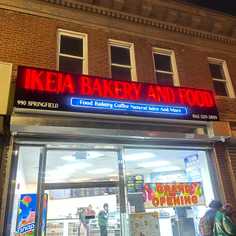 IKEJA BAKERY AND FOOD
Food Bakery Coffee Natural Juice And More
990 SPRINGFIELD
GRAND
OPENING